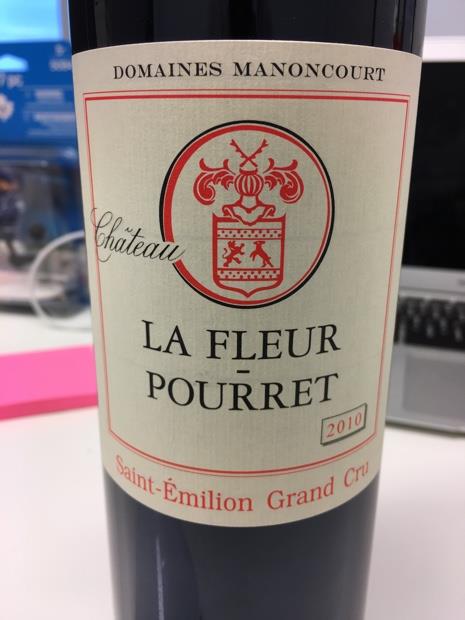 DOMAINES MANONCOURT
Château
LA FLEUR
-
POURRET
2010
Saint-Émilion Grand Cru